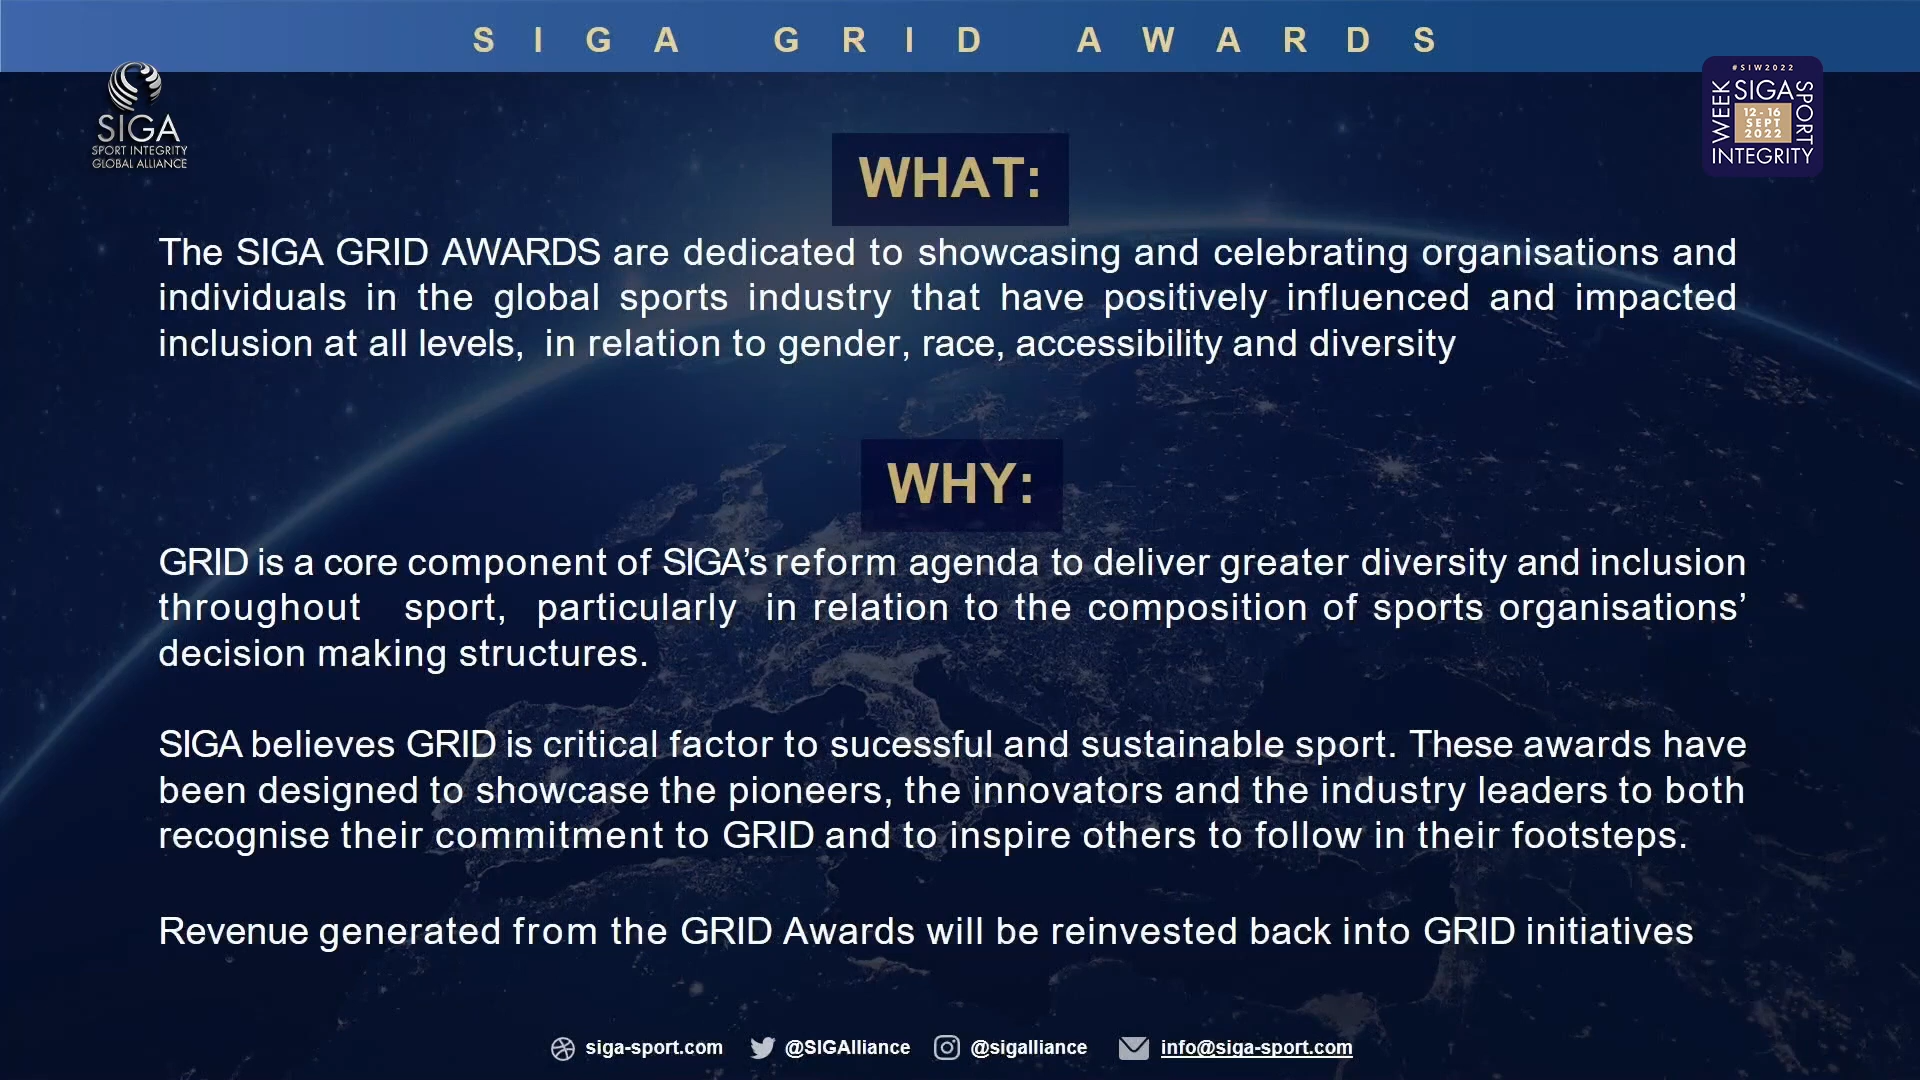 SIGA GRID AWARDS
SIGA
SPORT INTEGRITY
GLOBAL ALLIANCE
#SIW2022
WEEK
SIGA
SPORT
12-16
SEPT
2022
INTEGRITY
WHAT:
The SIGA GRID AWARDS are dedicated to showcasing and celebrating organisations and
individuals in the global sports industry that have positively influenced and impacted
inclusion at all levels, in relation to gender, race, accessibility and diversity
WHY:
GRID is a core component of SIGA’s reform agenda to deliver greater diversity and inclusion
throughout sport, particularly in relation to the composition of sports organisations’
decision making structures.
SIGA believes GRID is critical factor to sucessful and sustainable sport. These awards have
been designed to showcase the pioneers, the innovators and the industry leaders to both
recognise their commitment to GRID and to inspire others to follow in their footsteps.
Revenue generated from the GRID Awards will be reinvested back into GRID initiatives
siga-sport.com @SIGAlliance @sigalliance info@siga-sport.com